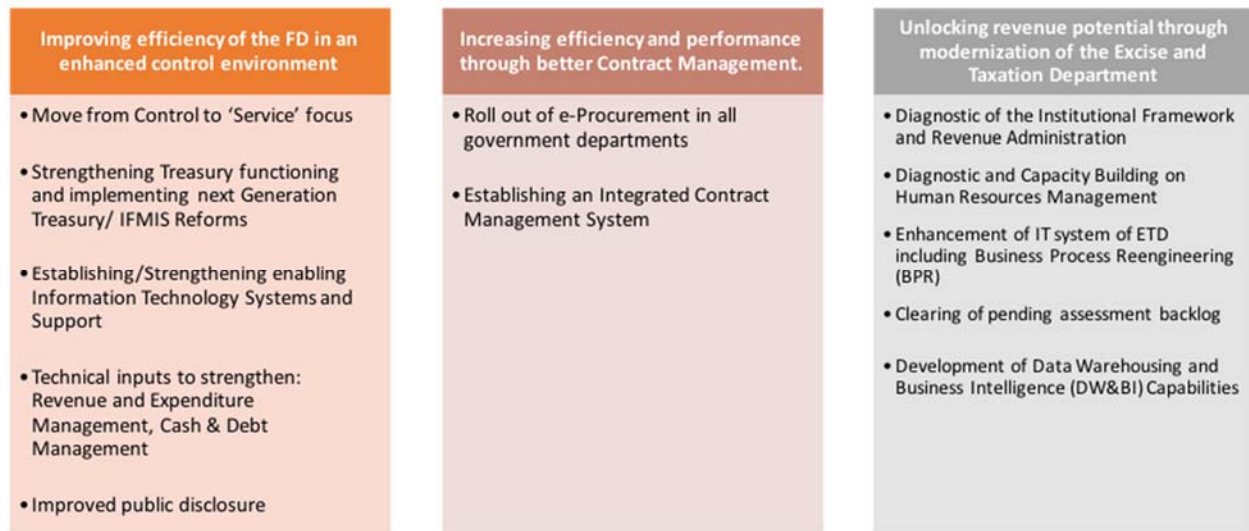 Improving efficiency of the FD in an
enhanced control environment
• Move from Control to ‘Service’ focus
• Strengthening Treasury functioning
and implementing next Generation
Treasury/ IFMIS Reforms
• Establishing/Strengthening enabling
Information Technology Systems and
Support
• Technical inputs to strengthen:
Revenue and Expenditure
Management, Cash & Debt
Management
• Improved public disclosure
Increasing efficiency and performance
through better Contract Management.
• Roll out of e-Procurement in all
government departments
• Establishing an Integrated Contract
Management System
Unlocking revenue potential through
modernization of the Excise and
Taxation Department
• Diagnostic of the Institutional Framework
and Revenue Administration
• Diagnostic and Capacity Building on
Human Resources Management
• Enhancement of IT system of ETD
including Business Process Reengineering
(BPR)
• Clearing of pending assessment backlog
• Development of Data Warehousing and
Business Intelligence (DW&BI) Capabilities